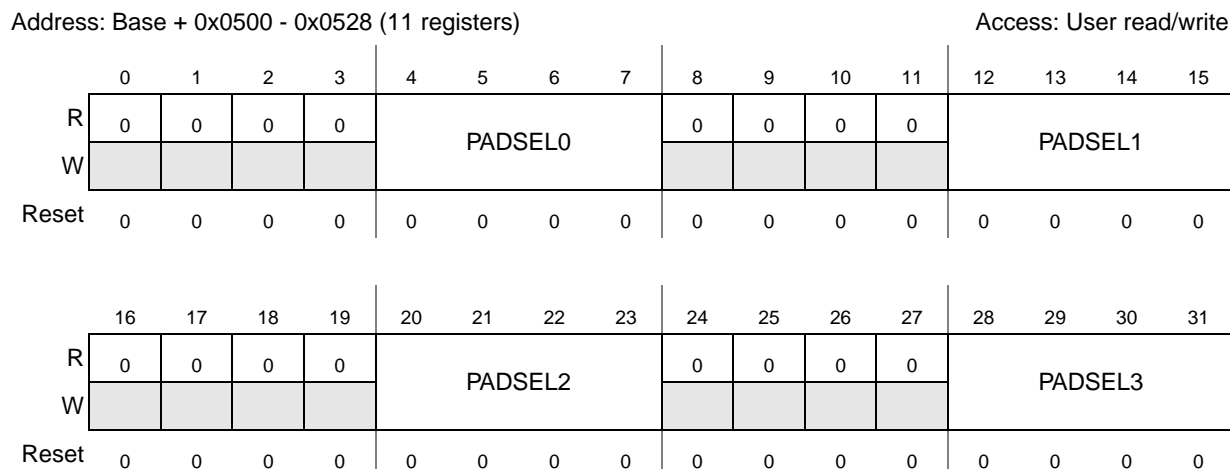 Address: Base + 0x0500 - 0x0528 (11 registers) Access: User read/write
0 1 2 3 4 5 6 7 8 9 10 11 12 13 14 15
R 0 0 0 0 PADSEL0 0 0 0 0 PADSEL1
W
Reset 0 0 0 0 0 0 0 0 0 0 0 0 0 0 0 0
16 17 18 19 20 21 22 23 24 25 26 27 28 29 30 31
R 0 0 0 0 PADSEL2 0 0 0 0 PADSEL3
W
Reset 0 0 0 0 0 0 0 0 0 0 0 0 0 0 0 0